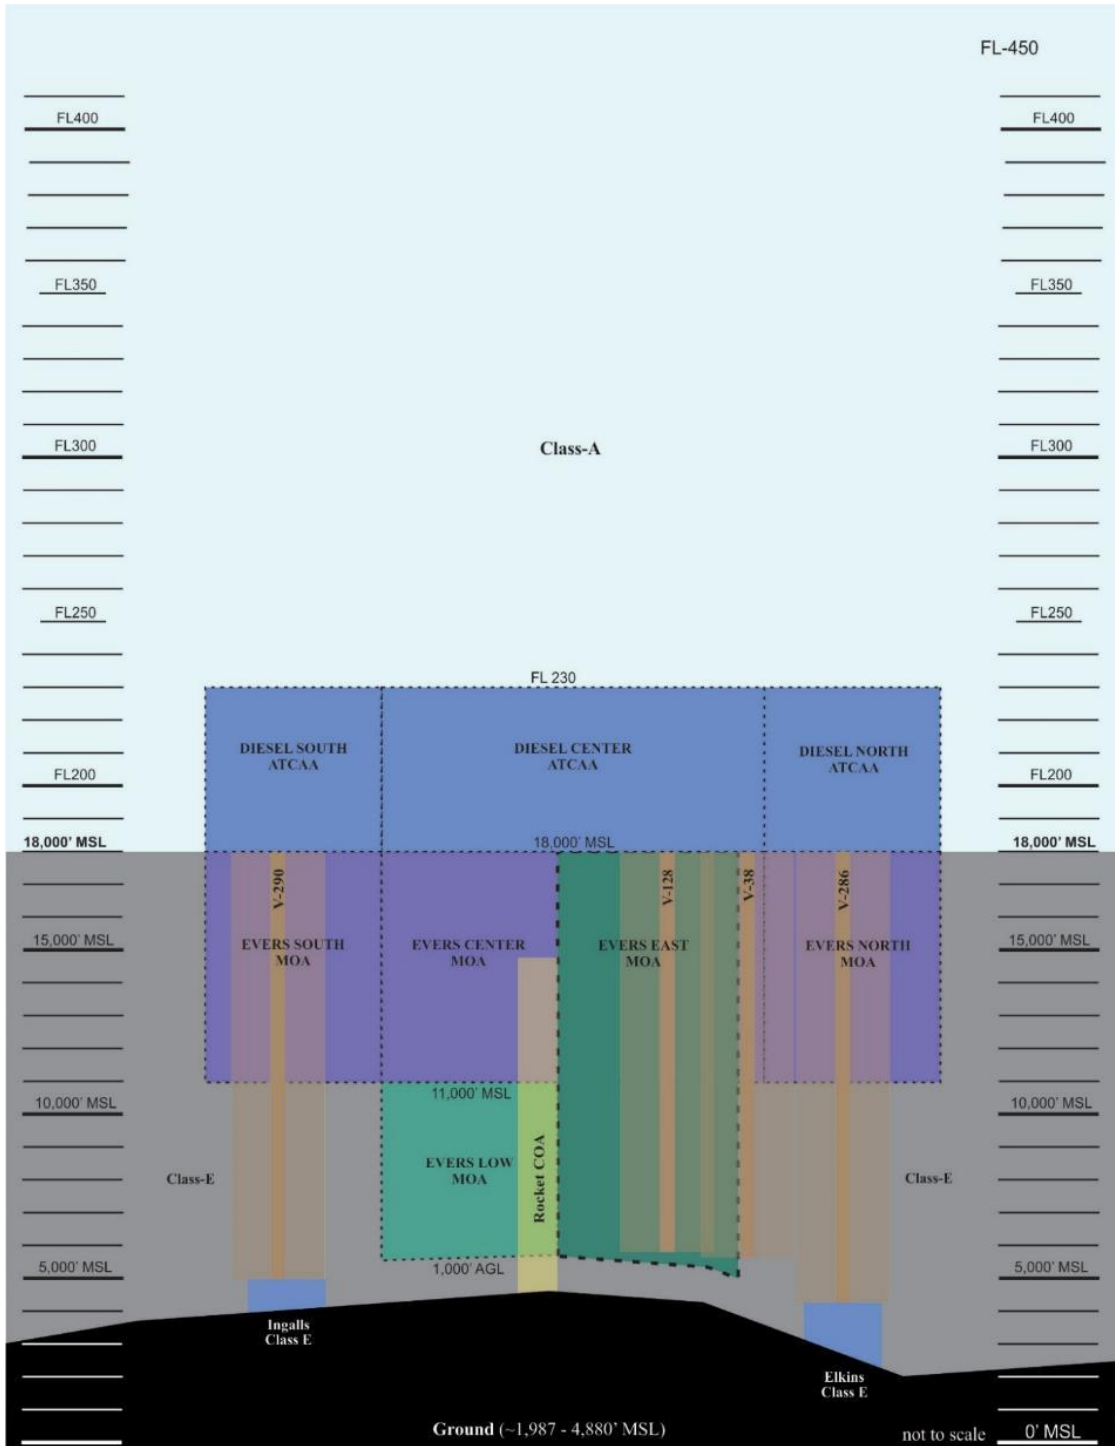 FL-450
FL400
FL400
FL350
FL350
FL300
Class-A
FL300
FL250
FL250
FL 230
DIESEL SOUTH
ATCAA
DIESEL CENTER
ATCAA
DIESEL NORTH
ATCAA
FL200
FL200
18,000' MSL
18,000' MSL
18,000' MSL
V-290
V-128
V-38
V-286
15,000' MSL
EVERS SOUTH
MOA
EVERS CENTER
MOA
EVERS EAST
MOA
EVERS NORTH
MOA
15,000' MSL
11,000' MSL
10,000' MSL
10,000' MSL
Class-E
EVERS LOW
MOA
Rocket COA
Class-E
5,000' MSL
1,000' AGL
5,000' MSL
Ingalls
Class E
Elkins
Class E
Ground (~1,987 - 4,880' MSL)
not to scale
0' MSL